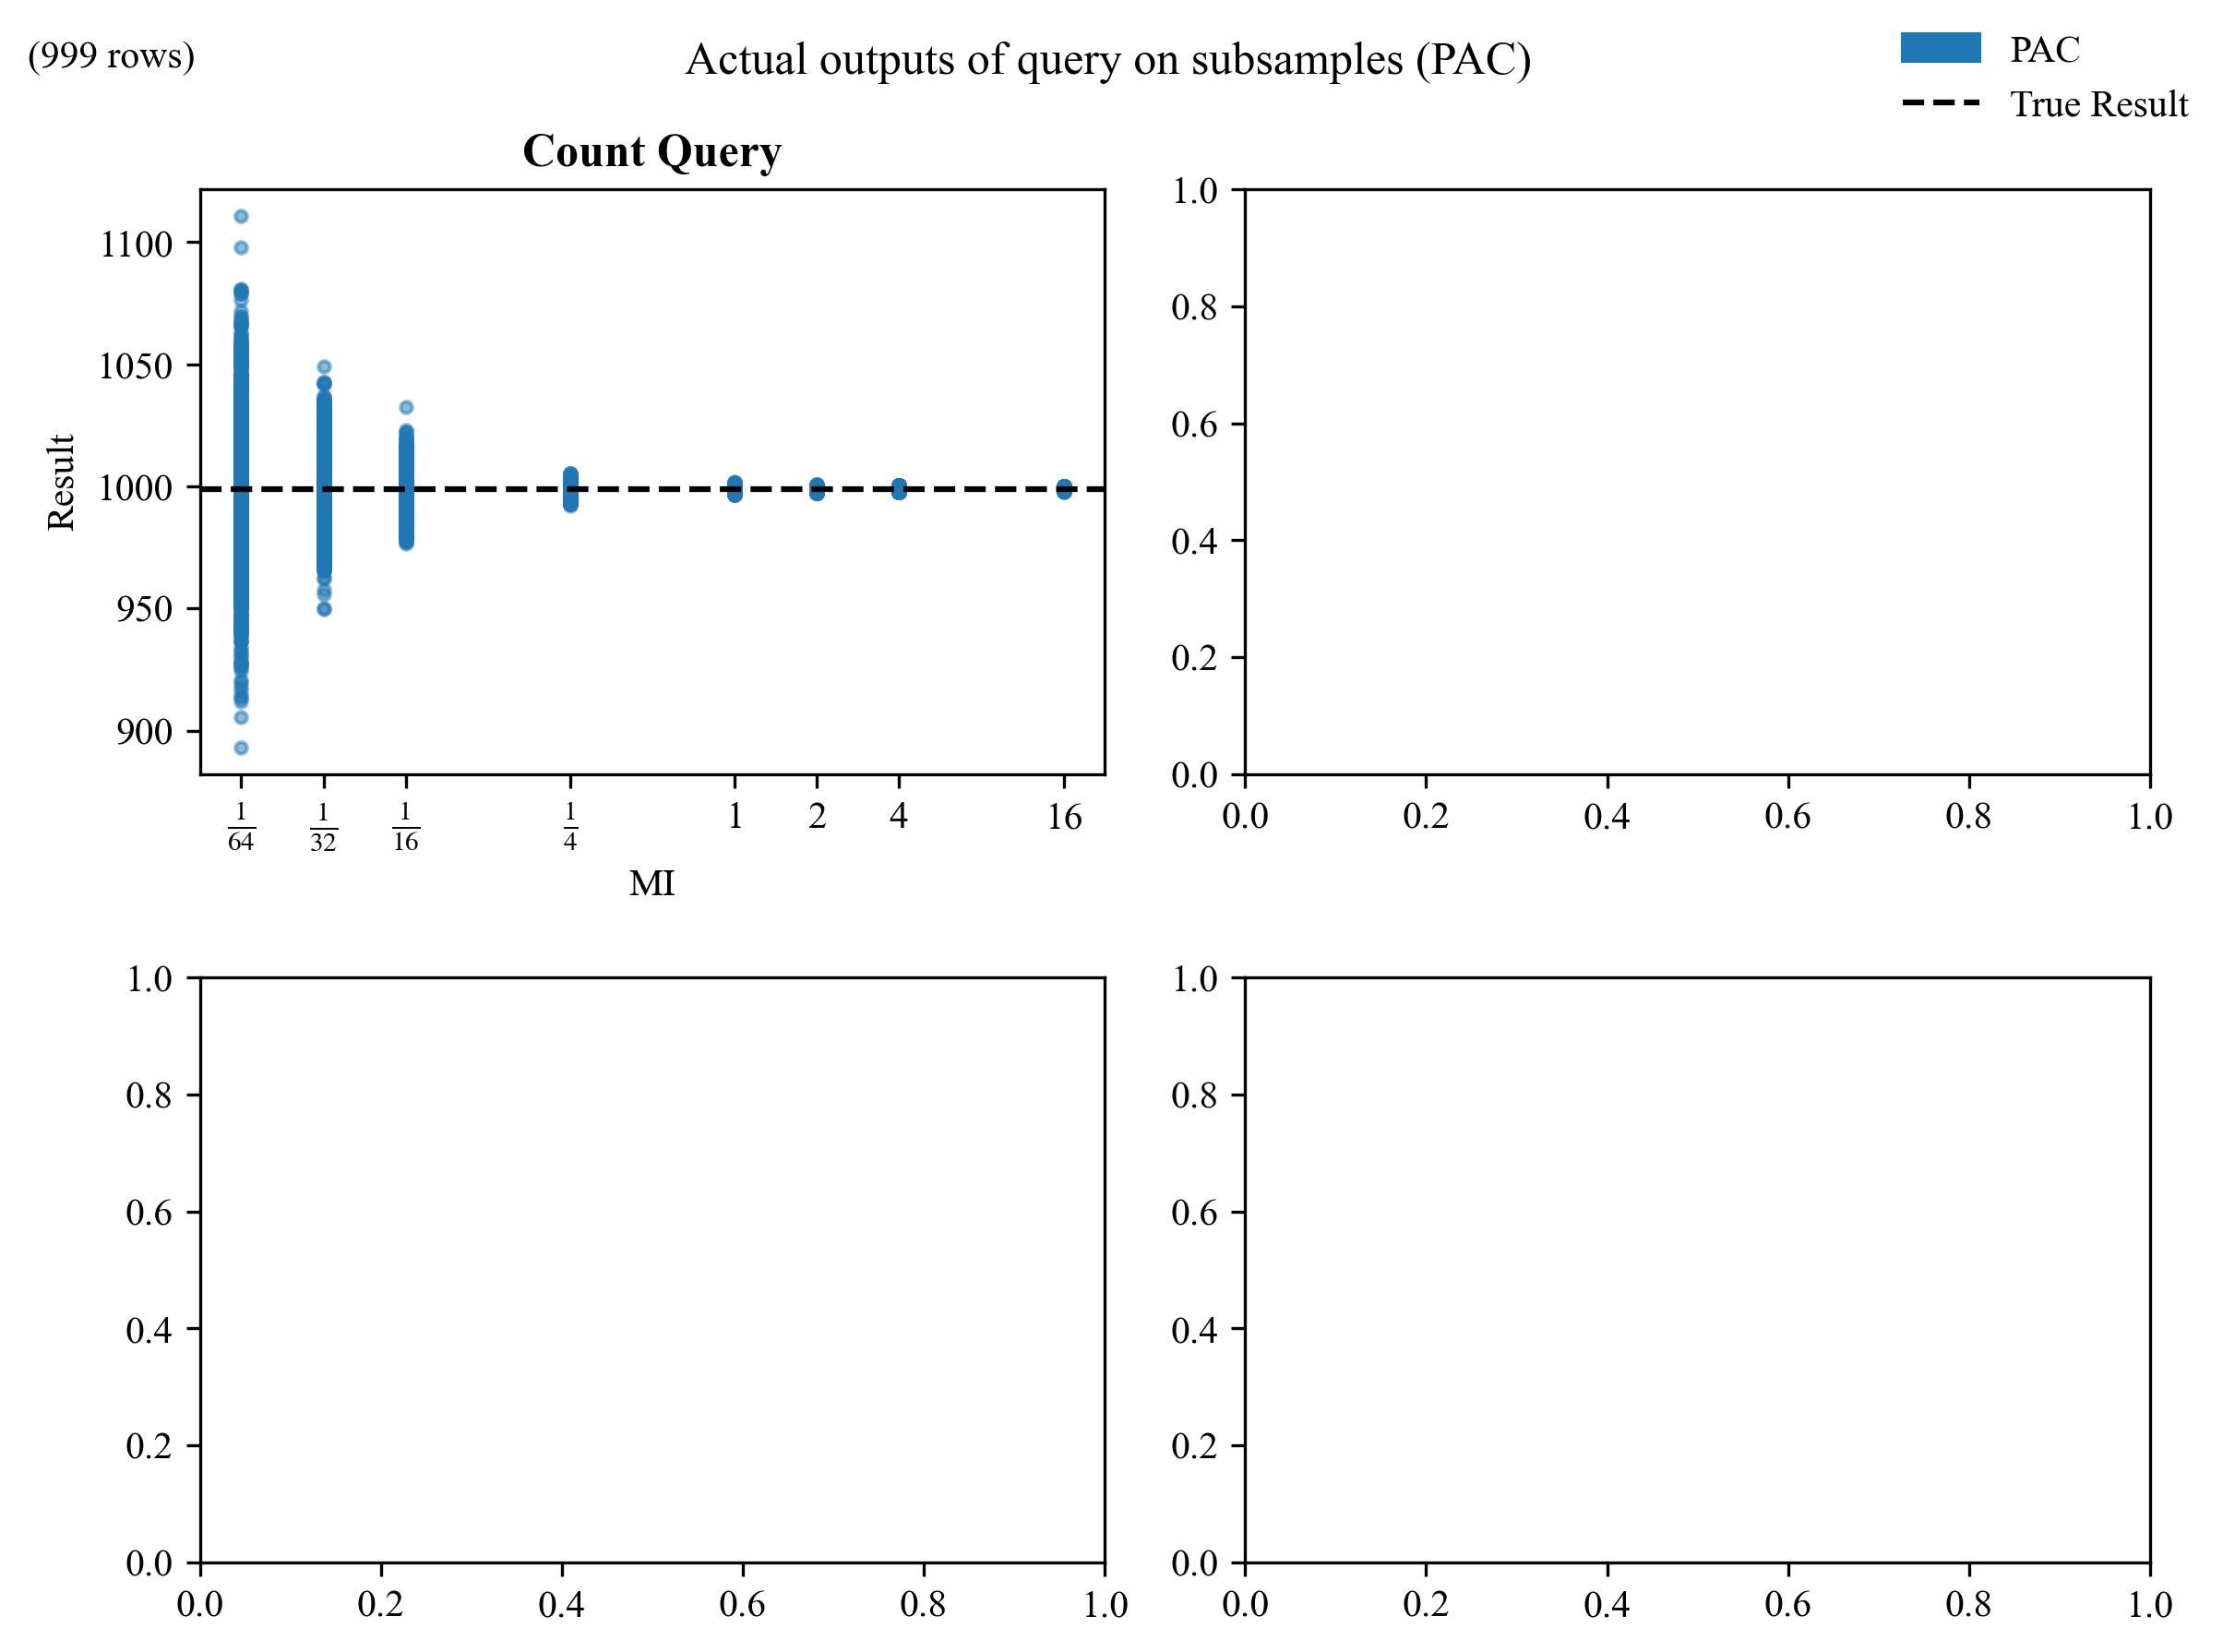 (999 rows)
Actual outputs of query on subsamples (PAC)
PAC
True Result
Count Query
Result
1100
1050
1000
950
900
1/64 1/32 1/16 1/4 1 2 4 16
MI
1.0
0.8
0.6
0.4
0.2
0.0
0.0 0.2 0.4 0.6 0.8 1.0
1.0
0.8
0.6
0.4
0.2
0.0
0.0 0.2 0.4 0.6 0.8 1.0
1.0
0.8
0.6
0.4
0.2
0.0
0.0 0.2 0.4 0.6 0.8 1.0